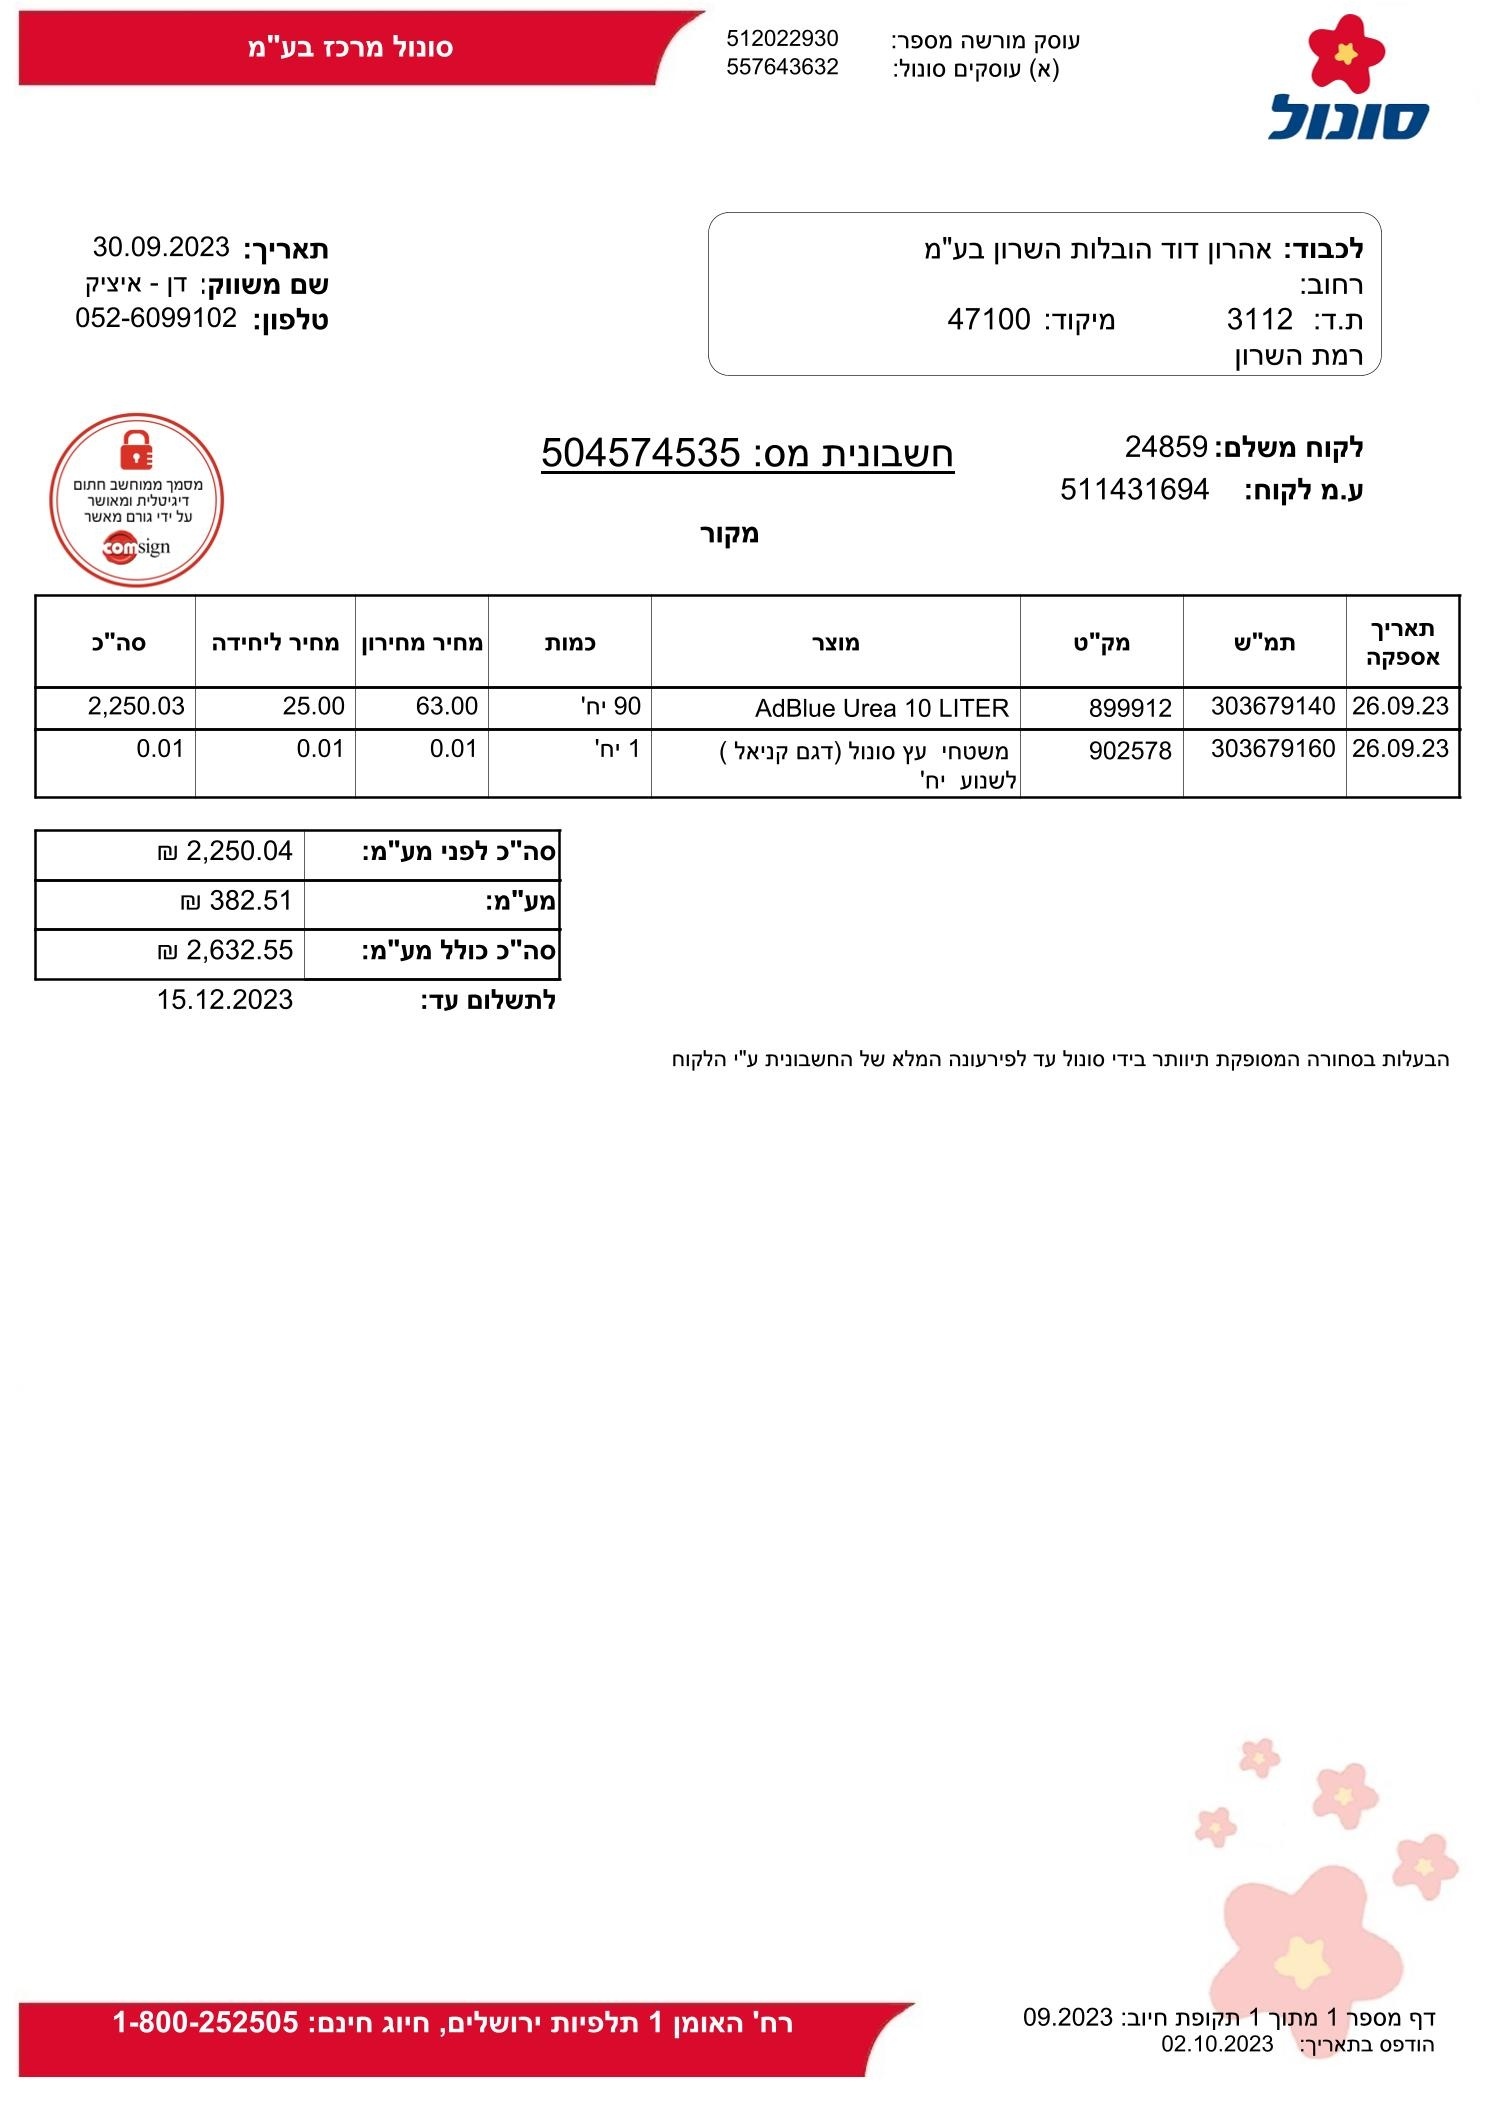 סונול מרכז בע"מ
עוסק מורשה מספר: 512022930
(א) עוסקים סונול: 557643632
סונול
לכבוד: אהרון דוד הובלות השרון בע"מ
רחוב:
ת.ד: 3112 מיקוד: 47100
רמת השרון
תאריך: 30.09.2023
שם משווק: דן - איציק
טלפון: 052-6099102
לקוח משלם: 24859
ע.מ לקוח: 511431694
חשבונית מס: 504574535
מקור
מסמך ממוחשב חתום
דיגיטלית ומאושר
על ידי גורם מאשר
comsign
תאריך אספקה תמ"ש מק"ט מוצר כמות מחיר מחירון מחיר ליחידה סה"כ
26.09.23 303679140 899912 AdBlue Urea 10 LITER 90 יח' 63.00 25.00 2,250.03
26.09.23 303679160 902578 משטחי עץ סונול (דגם קניאל ) 1 יח' 0.01 0.01 0.01
לשנוע יח'
סה"כ לפני מע"מ: 2,250.04 ₪
מע"מ: 382.51 ₪
סה"כ כולל מע"מ: 2,632.55 ₪
לתשלום עד: 15.12.2023
הבעלות בסחורה המסופקת תיוותר בידי סונול עד לפירעונה המלא של החשבונית ע"י הלקוח
דף מספר 1 מתוך 1 תקופת חיוב: 09.2023
הודפס בתאריך: 02.10.2023
רח' האומן 1 תלפיות ירושלים, חיוג חינם: 1-800-252505